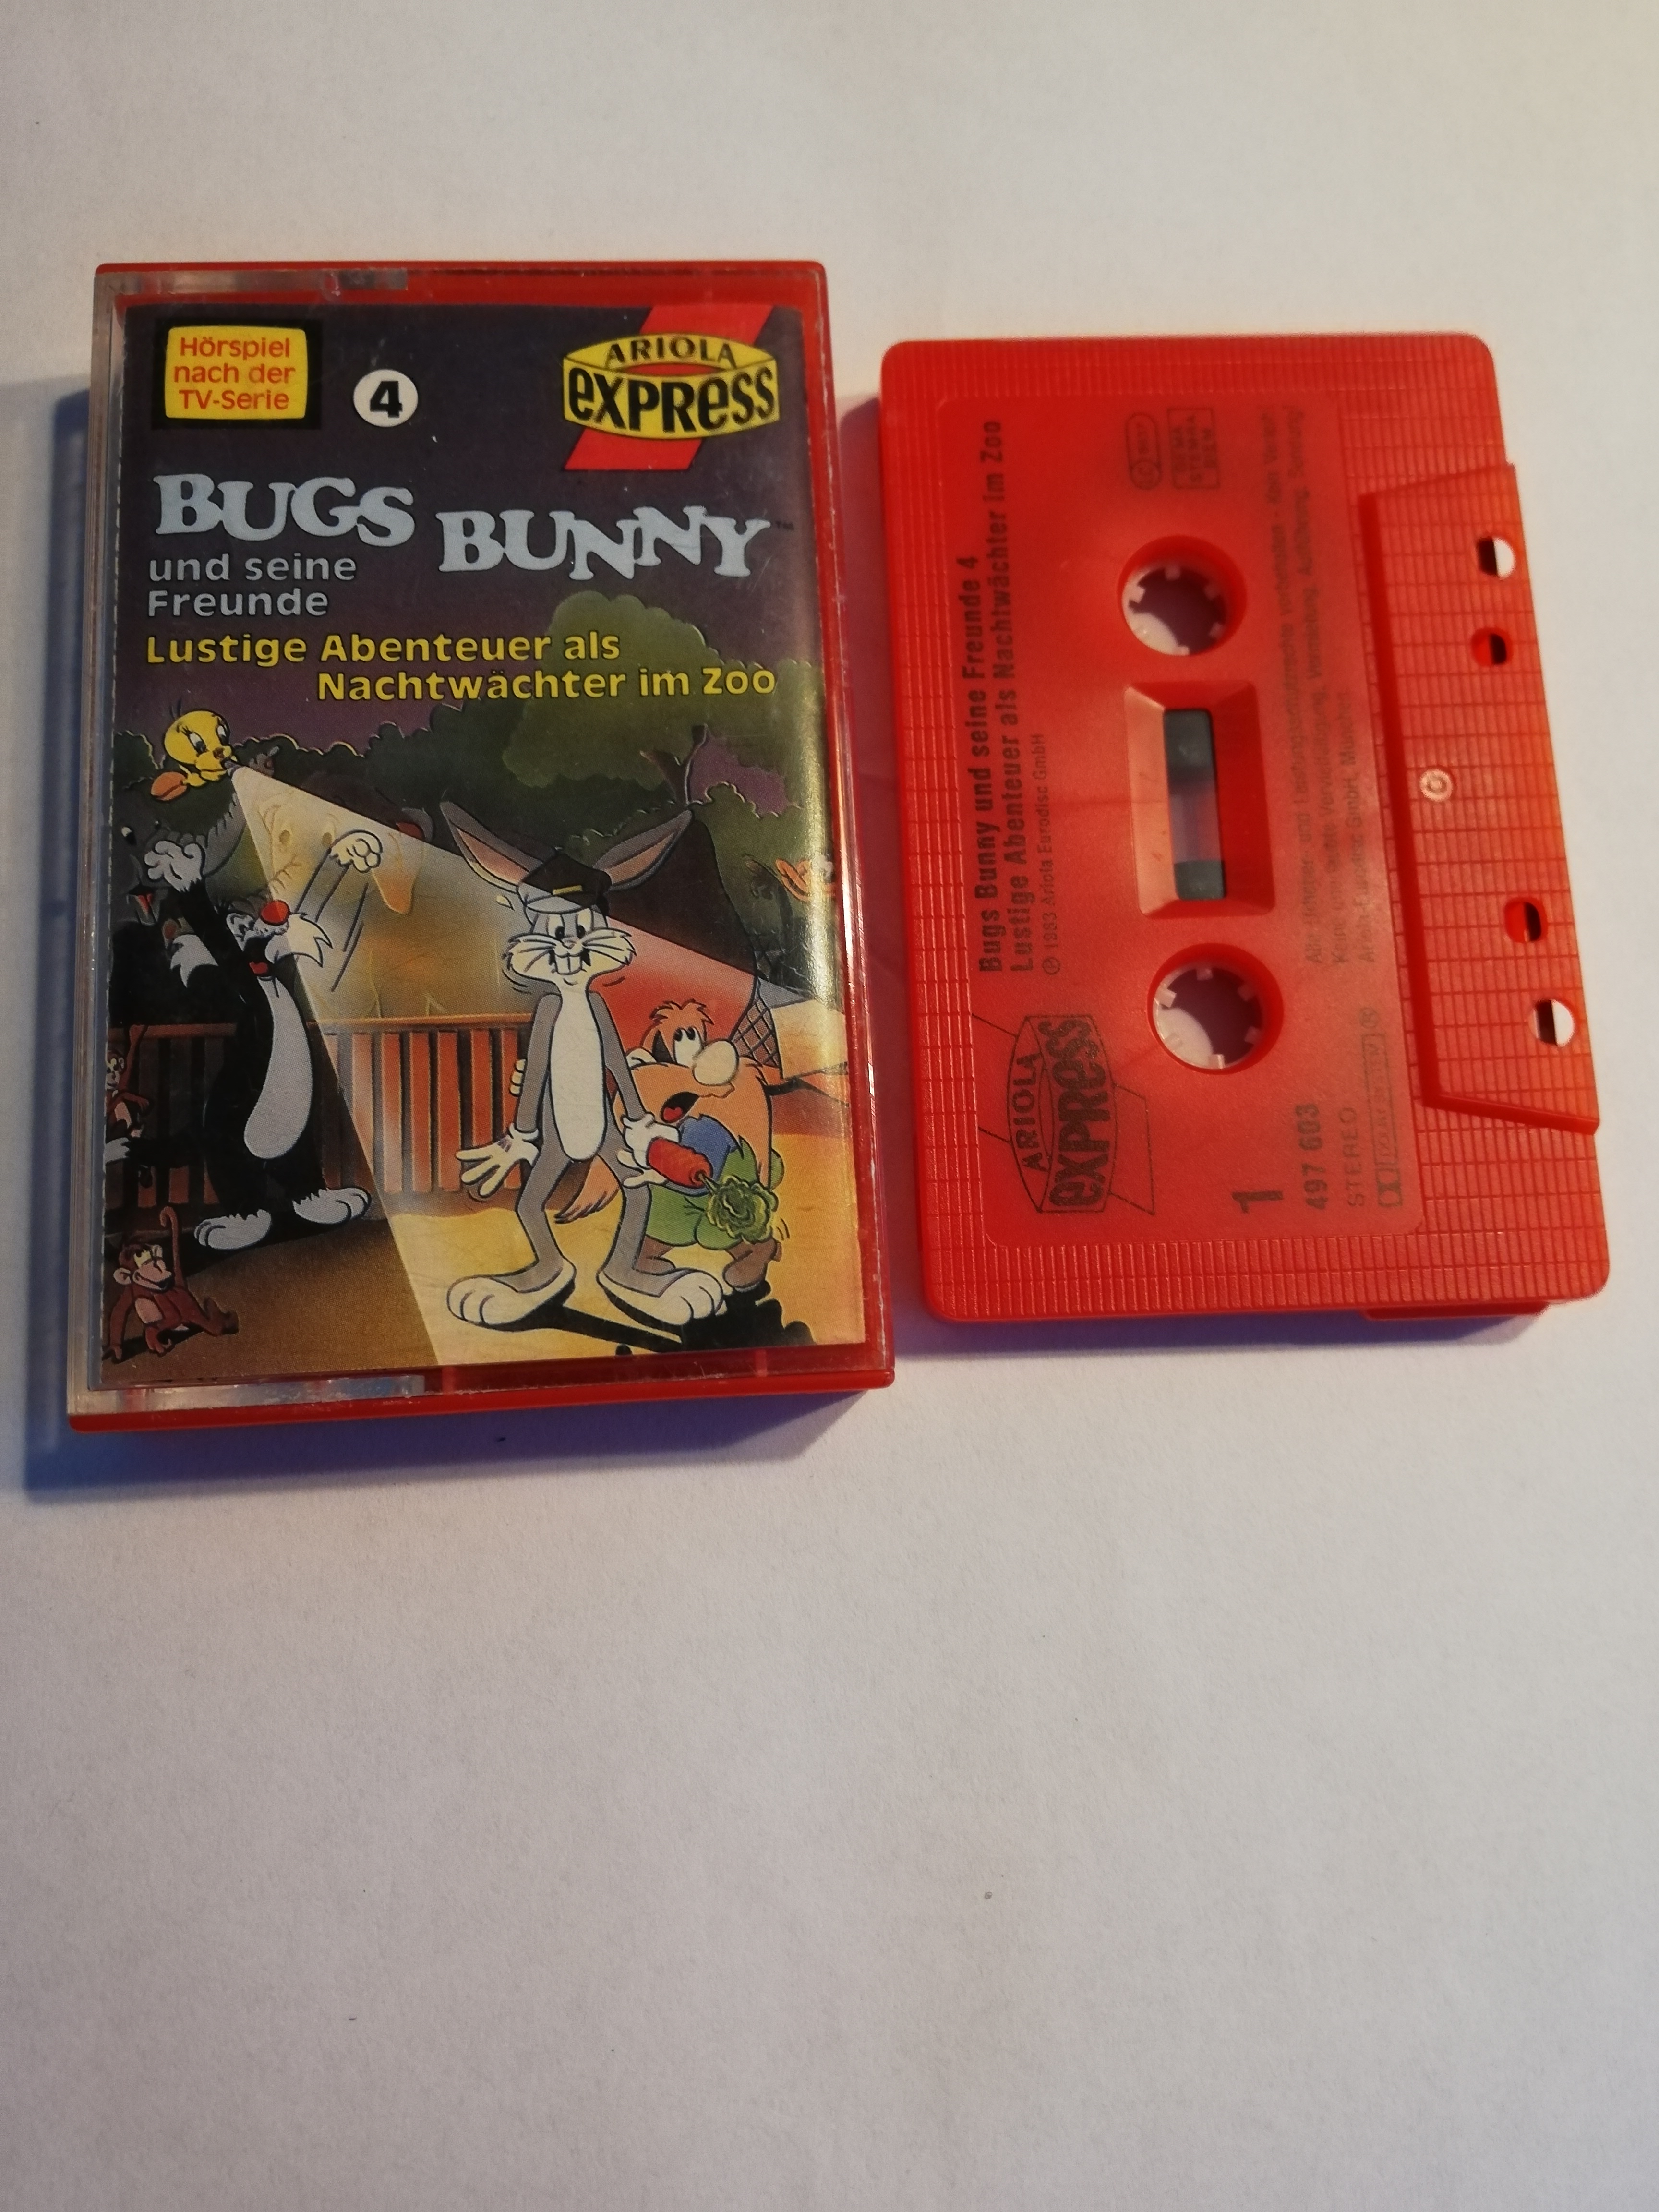 Hörspiel
nach der
TV-Serie
4
ARIOLA
EXPRESS
BUGS BUNNY™
und seine
Freunde
Lustige Abenteuer als
Nachtwächter im Zoo
Bugs Bunny und seine Freunde 4
Lustige Abenteuer als Nachtwächter im Zoo
℗ 1983 Ariola Eurodisc GmbH
ARIOLA
EXPRESS
1
497 603
STEREO